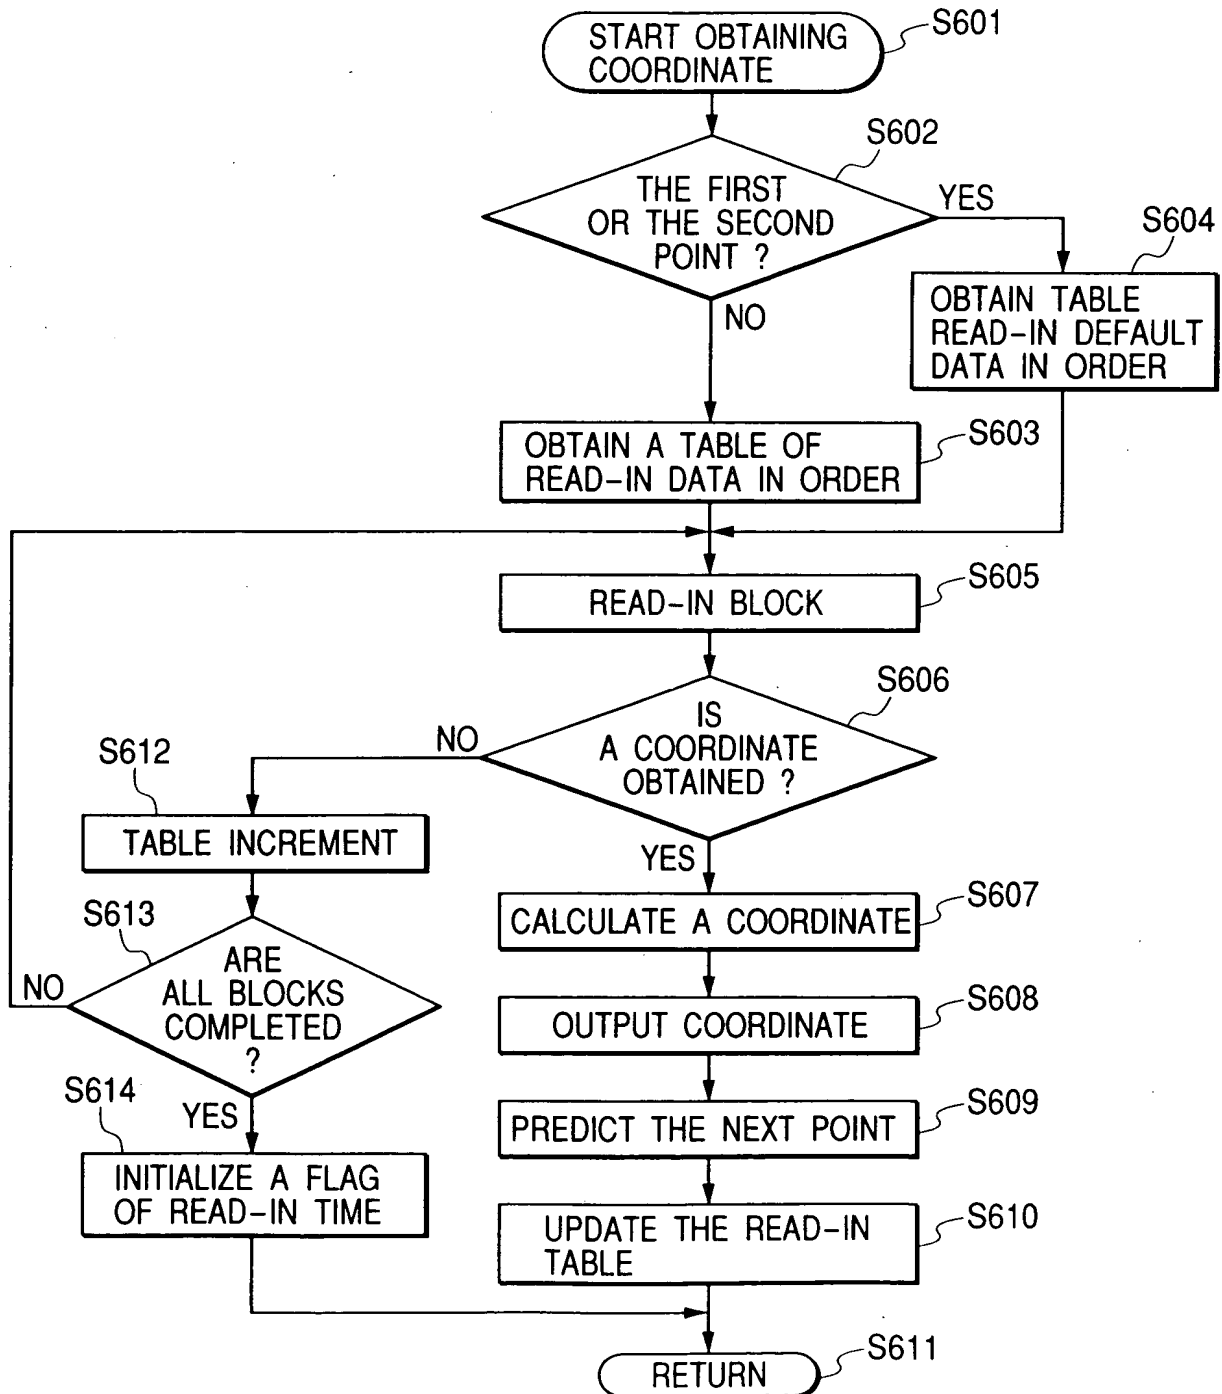 START OBTAINING
COORDINATE
S601
S602
THE FIRST
OR THE SECOND
POINT ?
YES
NO
S604
OBTAIN TABLE
READ-IN DEFAULT
DATA IN ORDER
S603
OBTAIN A TABLE OF
READ-IN DATA IN ORDER
S605
READ-IN BLOCK
S606
IS
A COORDINATE
OBTAINED ?
NO
YES
S612
TABLE INCREMENT
S607
CALCULATE A COORDINATE
S613
ARE
ALL BLOCKS
COMPLETED
?
NO
YES
S608
OUTPUT COORDINATE
S614
INITIALIZE A FLAG
OF READ-IN TIME
S609
PREDICT THE NEXT POINT
S610
UPDATE THE READ-IN
TABLE
S611
RETURN